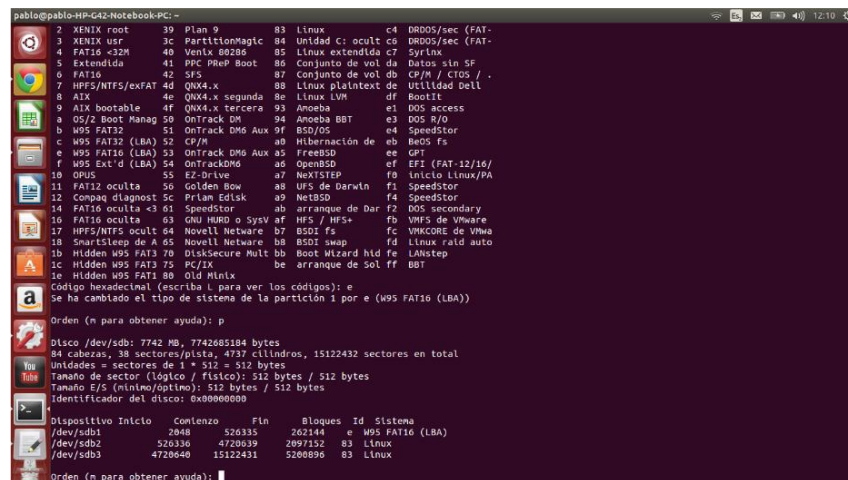 pablo@pablo-HP-G42-Notebook-PC: ~
Es
12:10
2 XENIX root 39 Plan 9 83 Linux c4 DRDOS/sec (FAT-
3 XENIX usr 3c PartitionMagic 84 Unidad C: ocult c6 DRDOS/sec (FAT-
4 FAT16 <32M 40 Venix 80286 85 Linux extendida c7 Syrinx
5 Extendida 41 PPC PReP Boot 86 Conjunto de vol da Datos sin SF
6 FAT16 42 SFS 87 Conjunto de vol db CP/M / CTOS / .
7 HPFS/NTFS/exFAT 4d QNX4.x 88 Linux plaintext de Utilidad Dell
8 AIX 4e QNX4.x segunda 8e Linux LVM df BootIt
9 AIX bootable 4f QNX4.x tercera 93 Amoeba e1 DOS access
a OS/2 Boot Manag 50 OnTrack DM 94 Amoeba BBT e3 DOS R/O
b W95 FAT32 51 OnTrack DM6 Aux 9f BSD/OS e4 SpeedStor
c W95 FAT32 (LBA) 52 CP/M a0 Hibernación de eb BeOS fs
e W95 FAT16 (LBA) 53 OnTrack DM6 Aux a5 FreeBSD ee GPT
f W95 Ext'd (LBA) 54 OnTrackDM6 a6 OpenBSD ef EFI (FAT-12/16/
10 OPUS 55 EZ-Drive a7 NeXTSTEP f0 inicio Linux/PA
11 FAT12 oculta 56 Golden Bow a8 UFS de Darwin f1 SpeedStor
12 Compaq diagnost 5c Priam Edisk a9 NetBSD f4 SpeedStor
14 FAT16 oculta <3 61 SpeedStor ab arranque de Dar f2 DOS secondary
16 FAT16 oculta 63 GNU HURD o SysV af HFS / HFS+ fb VMFS de VMware
17 HPFS/NTFS ocult 64 Novell Netware b7 BSDI fs fc VMKCORE de VMwa
18 SmartSleep de A 65 Novell Netware b8 BSDI swap fd Linux raid auto
1b Hidden W95 FAT3 70 DiskSecure Mult bb Boot Wizard hid fe LANstep
1c Hidden W95 FAT3 75 PC/IX be arranque de Sol ff BBT
1e Hidden W95 FAT1 80 Old Minix
Código hexadecimal (escriba L para ver los códigos): e
Se ha cambiado el tipo de sistema de la partición 1 por e (W95 FAT16 (LBA))
Orden (m para obtener ayuda): p
Disco /dev/sdb: 7742 MB, 7742685184 bytes
84 cabezas, 38 sectores/pista, 4737 cilindros, 15122432 sectores en total
Unidades = sectores de 1 * 512 = 512 bytes
Tamaño de sector (lógico / físico): 512 bytes / 512 bytes
Tamaño E/S (mínimo/óptimo): 512 bytes / 512 bytes
Identificador del disco: 0x00000000
Dispositivo Inicio Comienzo Fin Bloques Id Sistema
/dev/sdb1 2048 526335 262144 e W95 FAT16 (LBA)
/dev/sdb2 526336 4720639 2097152 83 Linux
/dev/sdb3 4720640 15122431 5200896 83 Linux
Orden (m para obtener ayuda):
a
You
Tube
>_